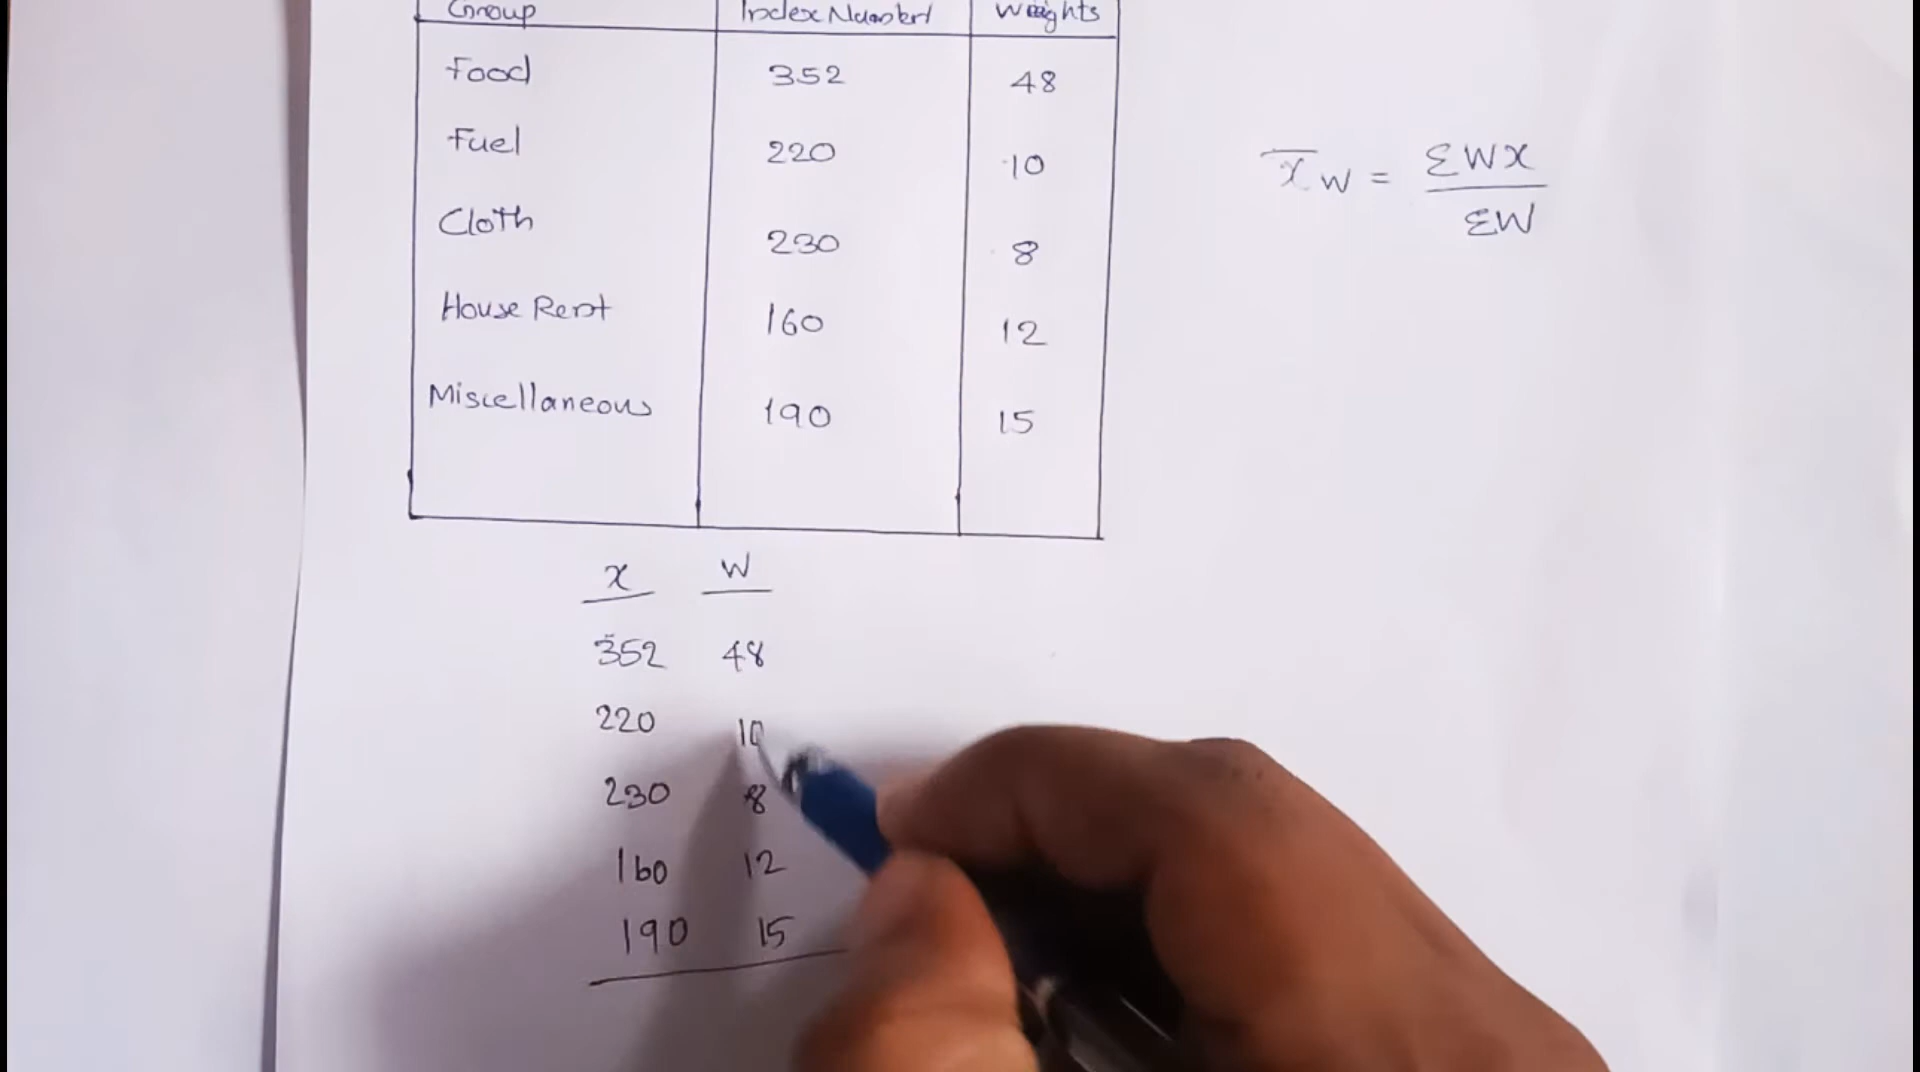 Group Index Number Weights
Food 352 48
Fuel 220 10
Cloth 230 8
House Rent 160 12
Miscellaneous 190 15
x̄w = ΣWx / ΣW
x W
352 48
220 10
230 8
160 12
190 15